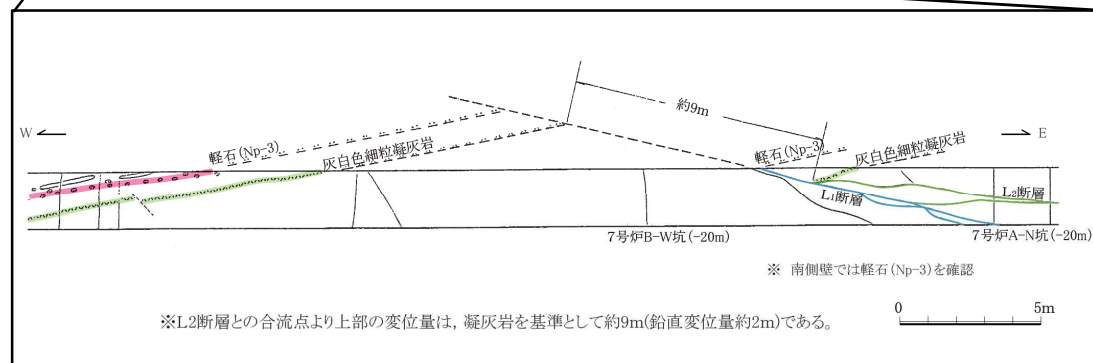 約9m
W
E
軽石(Np-3)
灰白色細粒凝灰岩
軽石(Np-3)
灰白色細粒凝灰岩
L1断層
L2断層
7号炉B-W坑(-20m)
7号炉A-N坑(-20m)
※ 南側壁では軽石(Np-3)を確認
※L2断層との合流点より上部の変位量は,凝灰岩を基準として約9m(鉛直変位量約2m)である。
0 5m